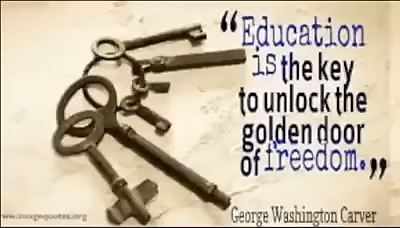 “Education
is the key
to unlock the
golden door
of freedom.”
George Washington Carver
www.imagequotes.org